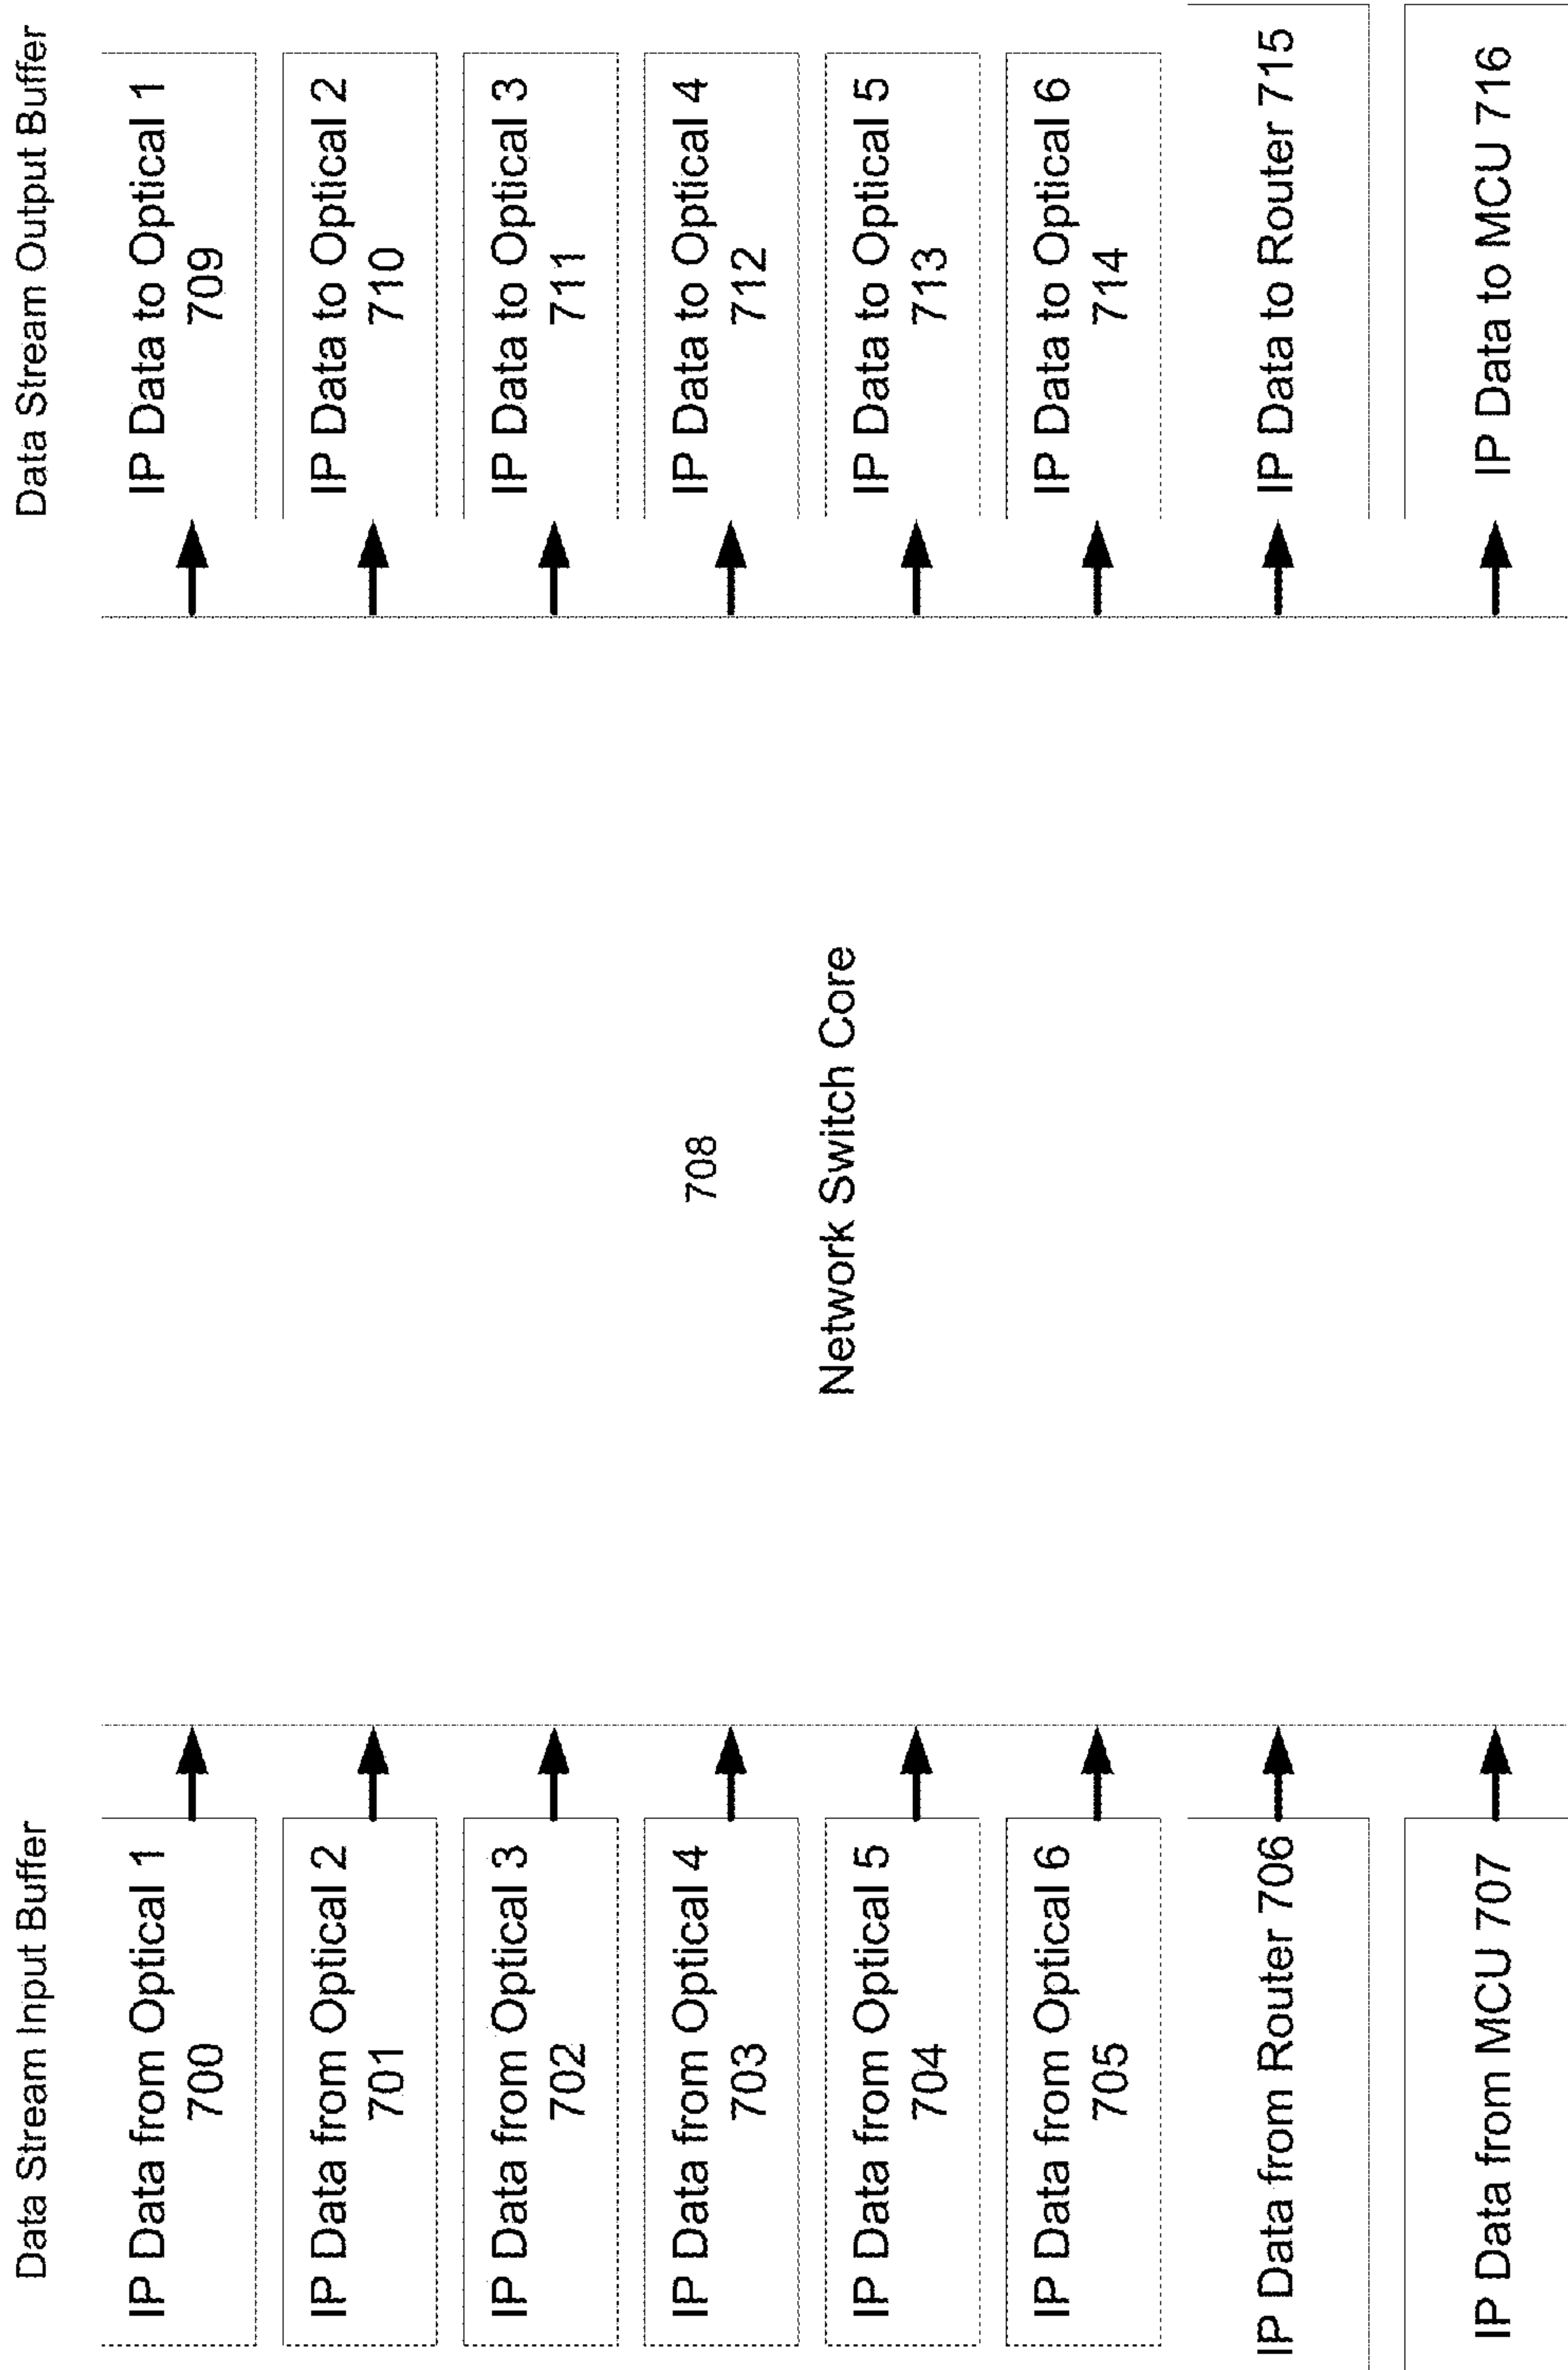 Data Stream Input Buffer
IP Data from Optical 1
700
IP Data from Optical 2
701
IP Data from Optical 3
702
IP Data from Optical 4
703
IP Data from Optical 5
704
IP Data from Optical 6
705
IP Data from Router 706
IP Data from MCU 707
708
Network Switch Core
Data Stream Output Buffer
IP Data to Optical 1
709
IP Data to Optical 2
710
IP Data to Optical 3
711
IP Data to Optical 4
712
IP Data to Optical 5
713
IP Data to Optical 6
714
IP Data to Router 715
IP Data to MCU 716